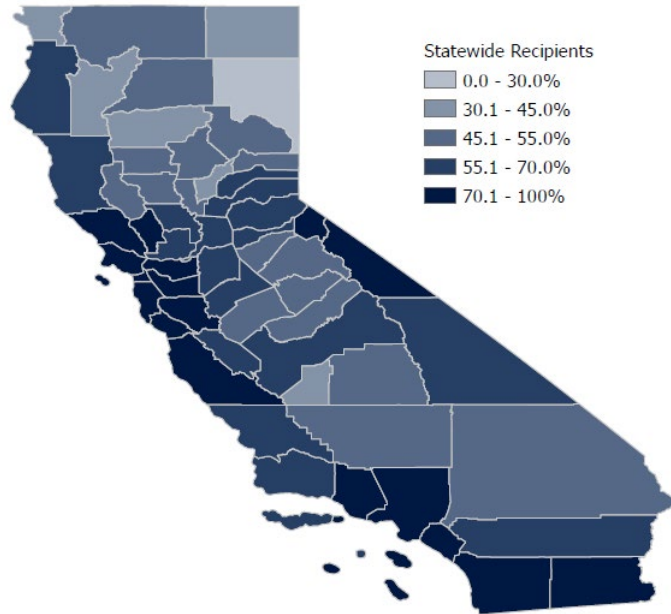 Statewide Recipients
0.0 - 30.0%
30.1 - 45.0%
45.1 - 55.0%
55.1 - 70.0%
70.1 - 100%